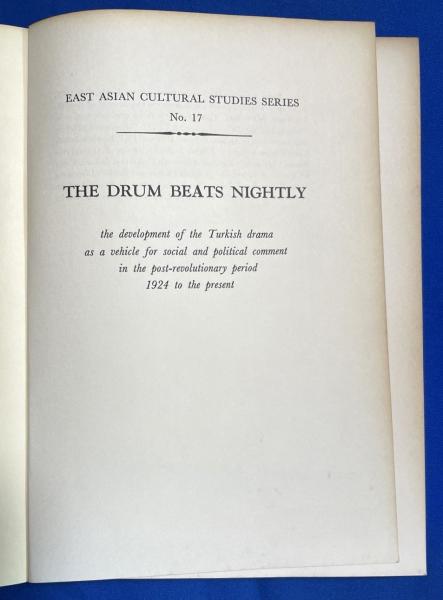 EAST ASIAN CULTURAL STUDIES SERIES
No. 17
THE DRUM BEATS NIGHTLY
the development of the Turkish drama
as a vehicle for social and political comment
in the post-revolutionary period
1924 to the present